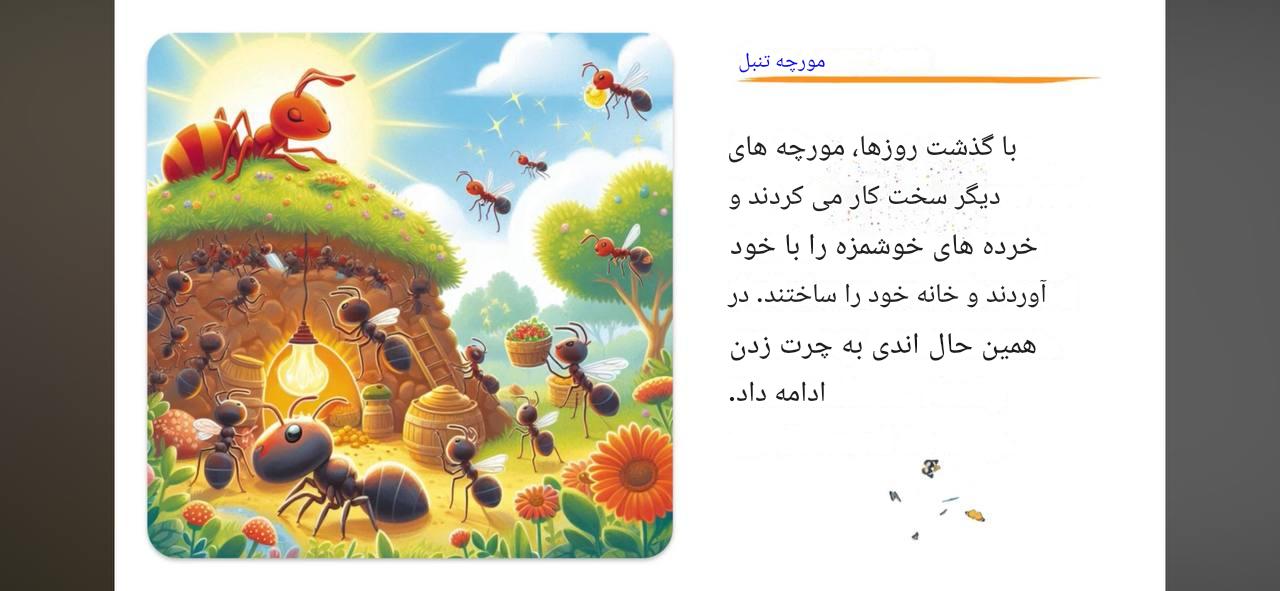 مورچه تنبل
با گذشت روزها، مورچه های
دیگر سخت کار می کردند و
خرده های خوشمزه را با خود
آوردند و خانه خود را ساختند. در
همین حال اندی به چرت زدن
ادامه داد.